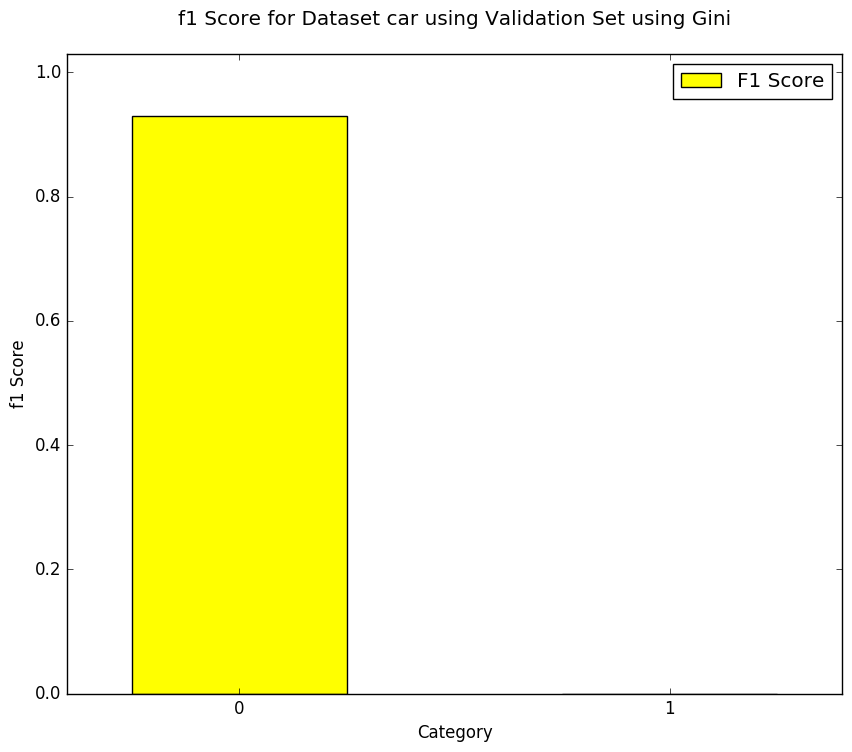 f1 Score for Dataset car using Validation Set using Gini
F1 Score
1.0
0.8
0.6
0.4
0.2
0.0
f1 Score
0
1
Category